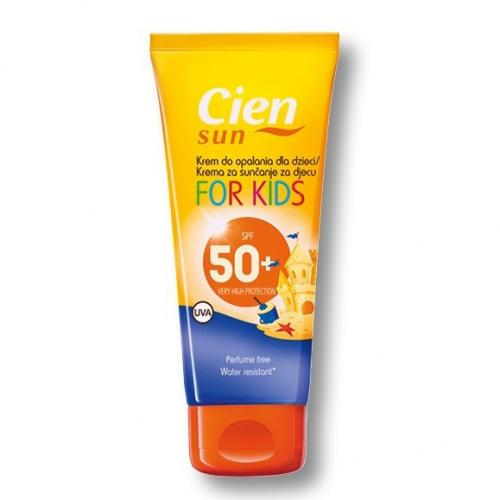 Cien
sun
Krem do opalania dla dzieci/
Krema za sunčanje za djecu
FOR KIDS
SPF
50+
VERY HIGH PROTECTION
UVA
Perfume free
Water resistant*